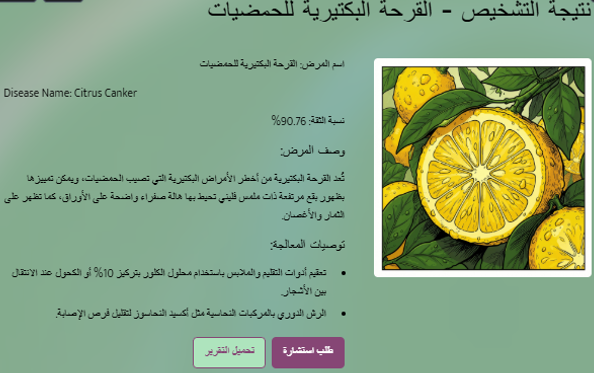 نتيجة التشخيص - القرحة البكتيرية للحمضيات
اسم المرض: القرحة البكتيرية للحمضيات
Disease Name: Citrus Canker
نسبة الثقة: 90.76%
وصف المرض:
تُعد القرحة البكتيرية من أخطر الأمراض البكتيرية التي تصيب الحمضيات، ويمكن تمييزها
بظهور بقع مرتفعة ذات ملمس فليني تحيط بها هالة صفراء واضحة على الأوراق، كما تظهر على
الثمار والأغصان.
توصيات المعالجة:
تعقيم أدوات التقليم والملابس باستخدام محلول الكلور بتركيز 10% أو الكحول عند الانتقال
بين الأشجار.
الرش الدوري بالمركبات النحاسية مثل أكسيد النحاسوز لتقليل فرص الإصابة.
طلب استشارة
تحميل التقرير